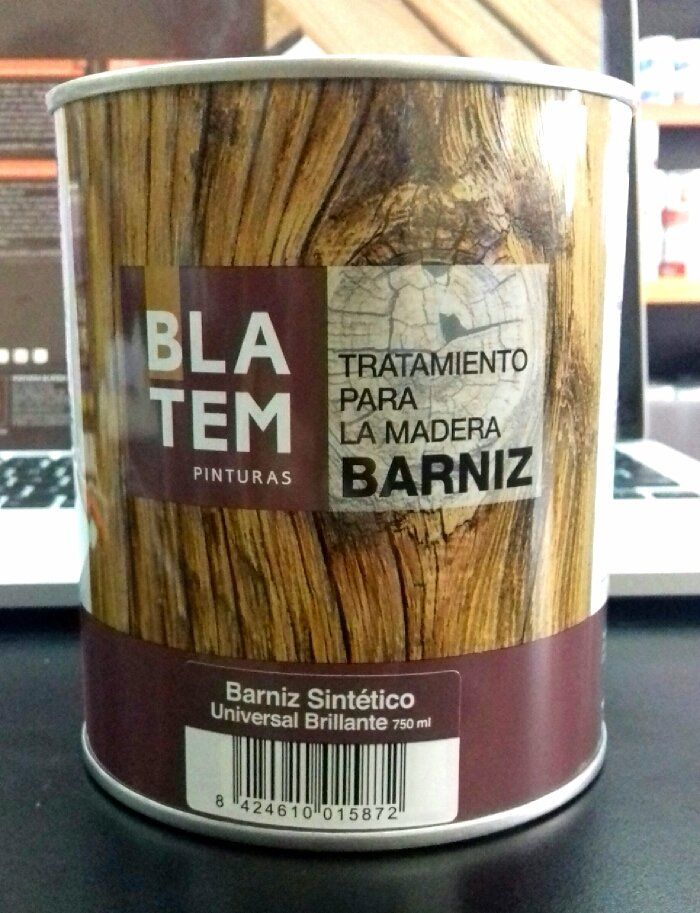 BLA
TEM
PINTURAS
TRATAMIENTO
PARA
LA MADERA
BARNIZ
Barniz Sintético
Universal Brillante 750 ml
8 424610 015872